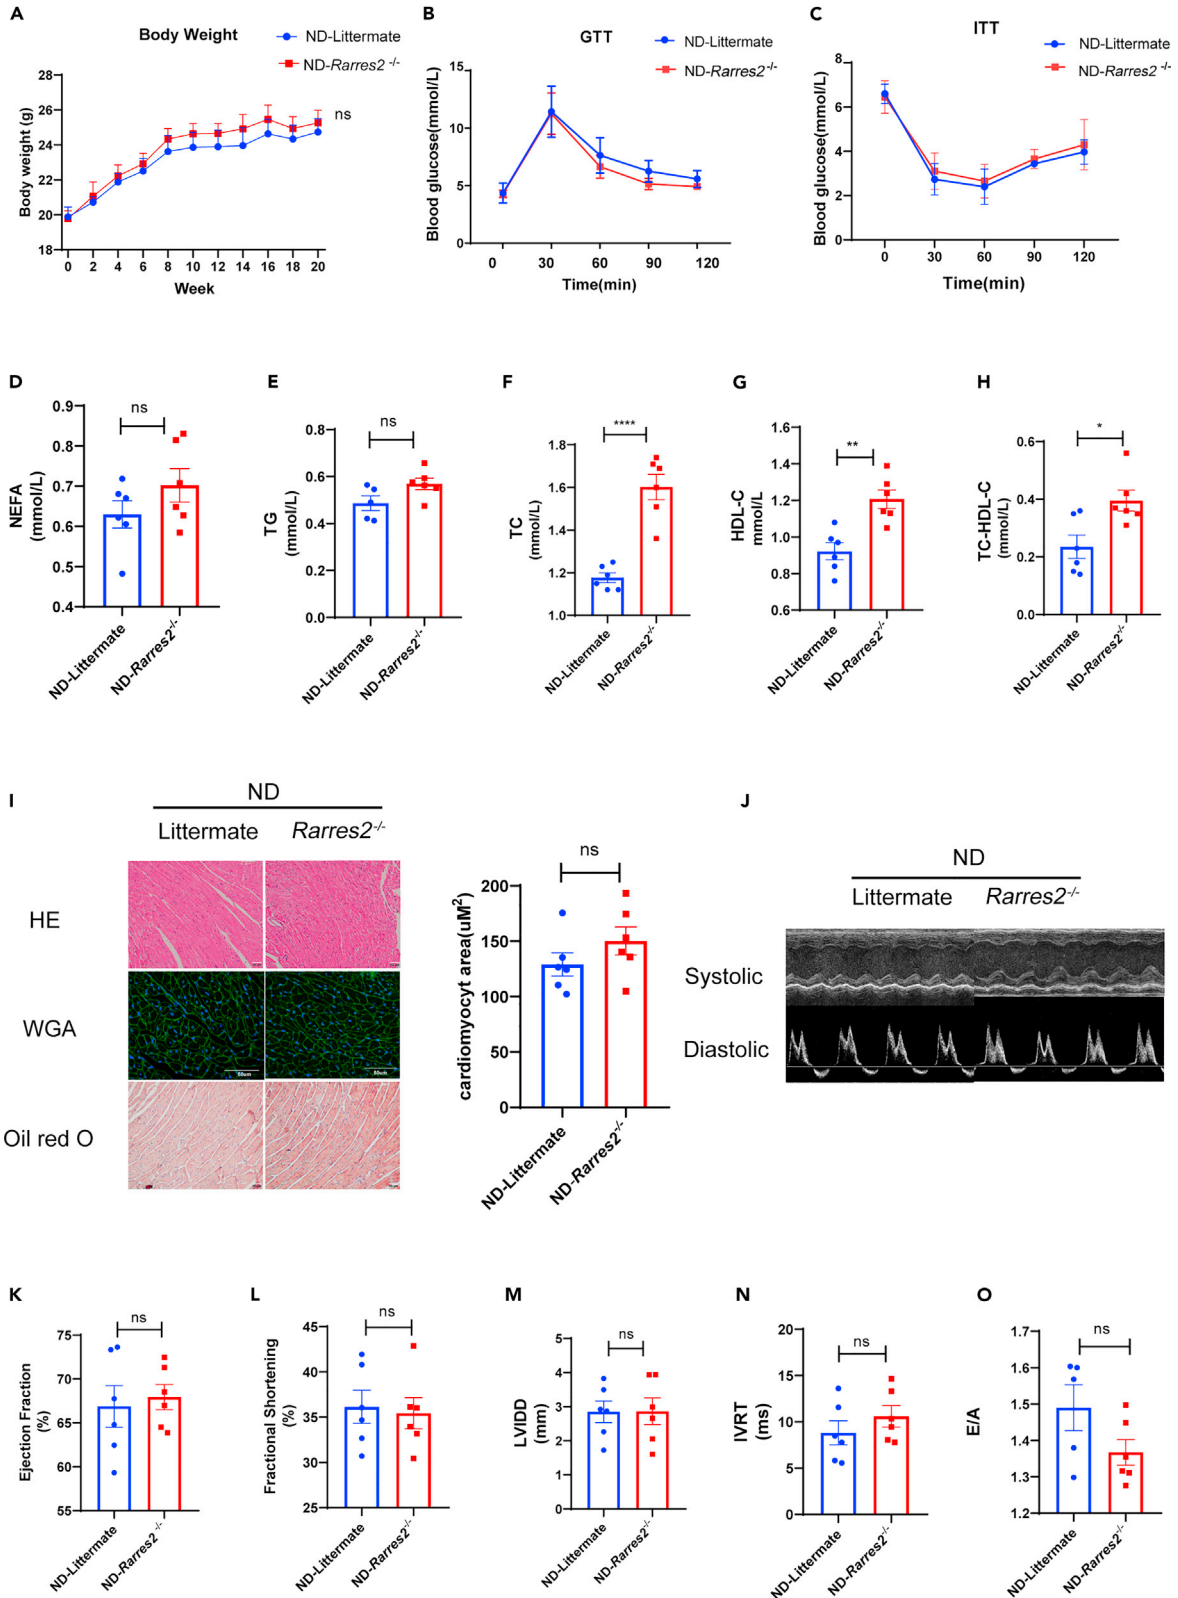 A
Body Weight
ND-Littermate
ND-Rarres2 -/-
28
26
24
22
20
18
Body weight (g)
ns
0 2 4 6 8 10 12 14 16 18 20
Week
B
GTT
ND-Littermate
ND-Rarres2-/-
15
10
5
0
Blood glucose(mmol/L)
0 30 60 90 120
Time(min)
C
ITT
ND-Littermate
ND-Rarres2 -/-
8
6
4
2
0
Blood glucose(mmol/L)
0 30 60 90 120
Time(min)
D
ns
0.9
0.8
0.7
0.6
0.5
0.4
NEFA
(mmol/L)
ND-Littermate
ND-Rarres2-/-
E
ns
0.8
0.6
0.4
0.2
0.0
TG
(mmol/L)
ND-Littermate
ND-Rarres2-/-
F
****
1.8
1.6
1.4
1.2
1.0
TC
(mmol/L)
ND-Littermate
ND-Rarres2-/-
G
**
1.6
1.4
1.2
1.0
0.8
0.6
HDL-C
mmol/L
ND-Littermate
ND-Rarres2-/-
H
*
0.6
0.4
0.2
0.0
TC-HDL-C
(mmol/L)
ND-Littermate
ND-Rarres2-/-
I
ND
Littermate Rarres2-/-
HE
WGA
50um 50um
Oil red O
ns
200
150
100
50
0
cardiomyocyt area(uM2)
ND-Littermate
ND-Rarres2-/-
J
ND
Littermate Rarres2-/-
Systolic
Diastolic
K
ns
75
70
65
60
55
Ejection Fraction
(%)
ND-Littermate
ND-Rarres2 -/-
L
ns
45
40
35
30
25
Fractional Shortening
(%)
ND-Littermate
ND-Rarres2-/-
M
ns
5
4
3
2
1
0
LVIDD
(mm)
ND-Littermate
ND-Rarres2-/-
N
ns
20
15
10
5
0
IVRT
(ms)
ND-Littermate
ND-Rarres2-/-
O
ns
1.7
1.6
1.5
1.4
1.3
1.2
E/A
ND-Littermate
ND-Rarres2-/-